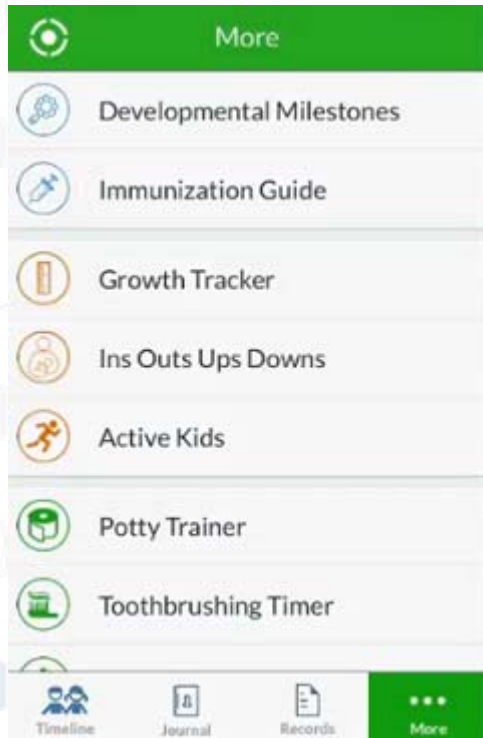 More
Developmental Milestones
Immunization Guide
Growth Tracker
Ins Outs Ups Downs
Active Kids
Potty Trainer
Toothbrushing Timer
Timeline Journal Records More